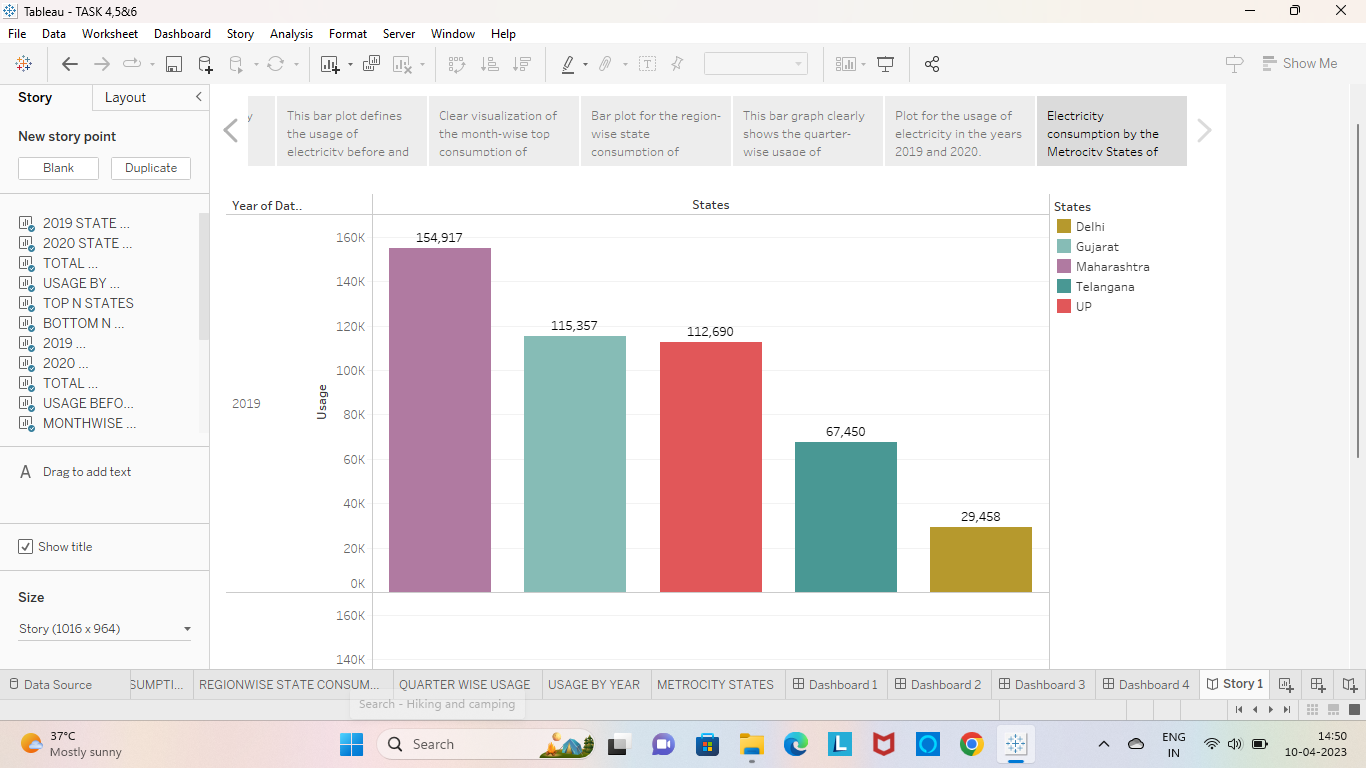 Tableau - TASK 4,5&6
File Data Worksheet Dashboard Story Analysis Format Server Window Help
Show Me
Story Layout
New story point
Blank Duplicate
2019 STATE ...
2020 STATE ...
TOTAL ...
USAGE BY ...
TOP N STATES
BOTTOM N ...
2019 ...
2020 ...
TOTAL ...
USAGE BEFO...
MONTHWISE ...
A Drag to add text
Show title
Size
Story (1016 x 964)
y
This bar plot defines
the usage of
electricity before and
Clear visualization of
the month-wise top
consumption of
Bar plot for the region-
wise state
consumption of
This bar graph clearly
shows the quarter-
wise usage of
Plot for the usage of
electricity in the years
2019 and 2020.
Electricity
consumption by the
Metrocity States of
Year of Dat.. States
160K
140K
120K
100K
80K
60K
40K
20K
0K
2019
Usage
154,917
115,357
112,690
67,450
29,458
160K
140K
States
Delhi
Gujarat
Maharashtra
Telangana
UP
Data Source SUMPTI... REGIONWISE STATE CONSUM... QUARTER WISE USAGE USAGE BY YEAR METROCITY STATES Dashboard 1 Dashboard 2 Dashboard 3 Dashboard 4 Story 1
Search - Hiking and camping
37°C
Mostly sunny
Search
L
ENG
IN
14:50
10-04-2023